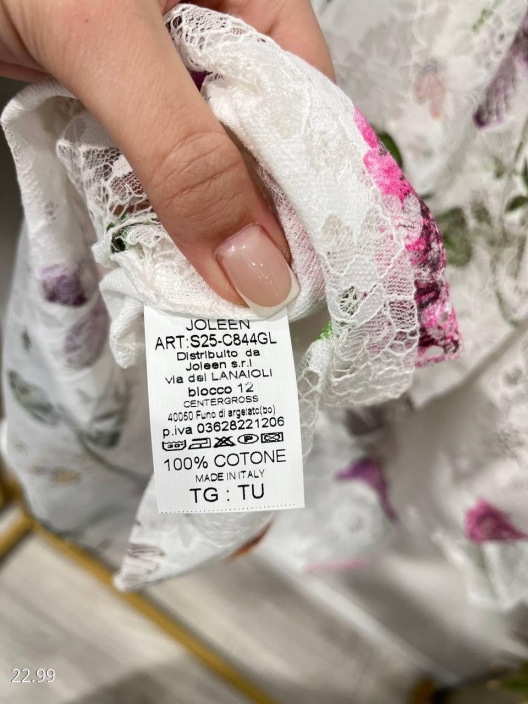 JOLEEN
ART:S25-C844GL
Distribuito da
Joleen s.r.l
via dei LANAIOLI
blocco 12
CENTERGROSS
40050 Funo di argelato(bo)
p.iva 03628221206
100% COTONE
MADE IN ITALY
TG : TU
22.99